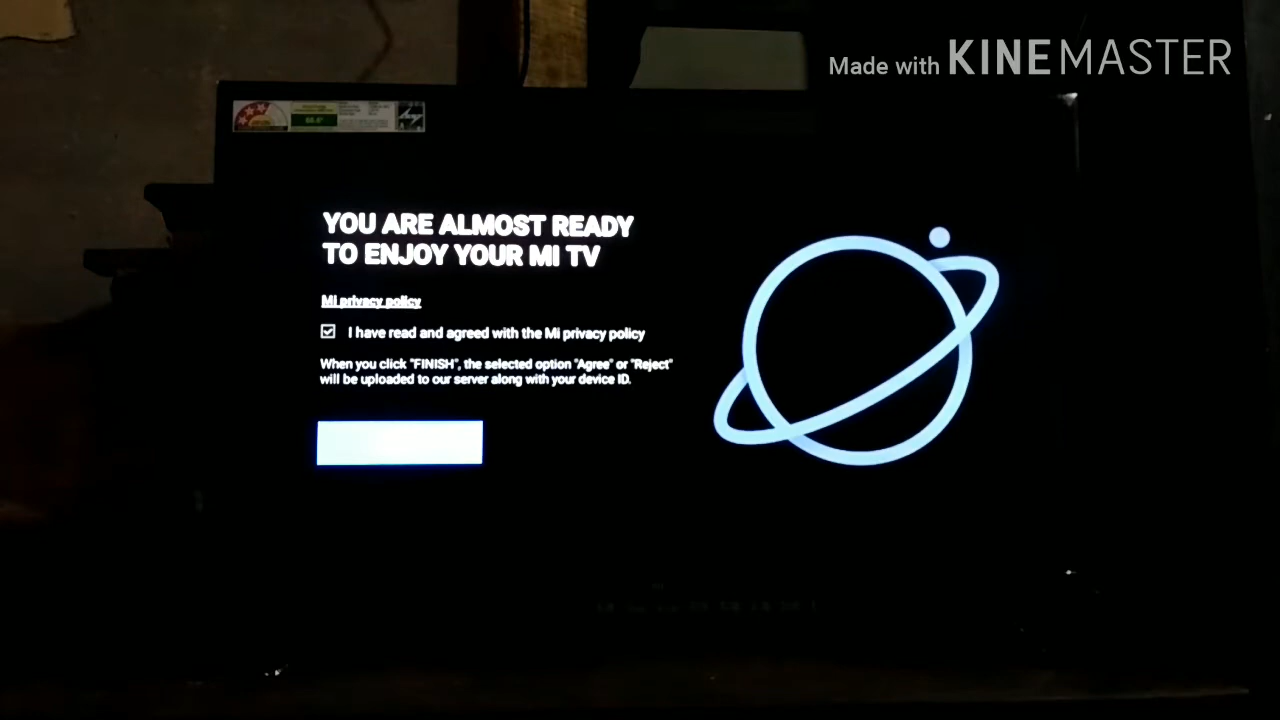 Made with KINEMASTER
YOU ARE ALMOST READY
TO ENJOY YOUR MI TV
Mi privacy policy
I have read and agreed with the Mi privacy policy
When you click "FINISH", the selected option "Agree" or "Reject"
will be uploaded to our server along with your device ID.